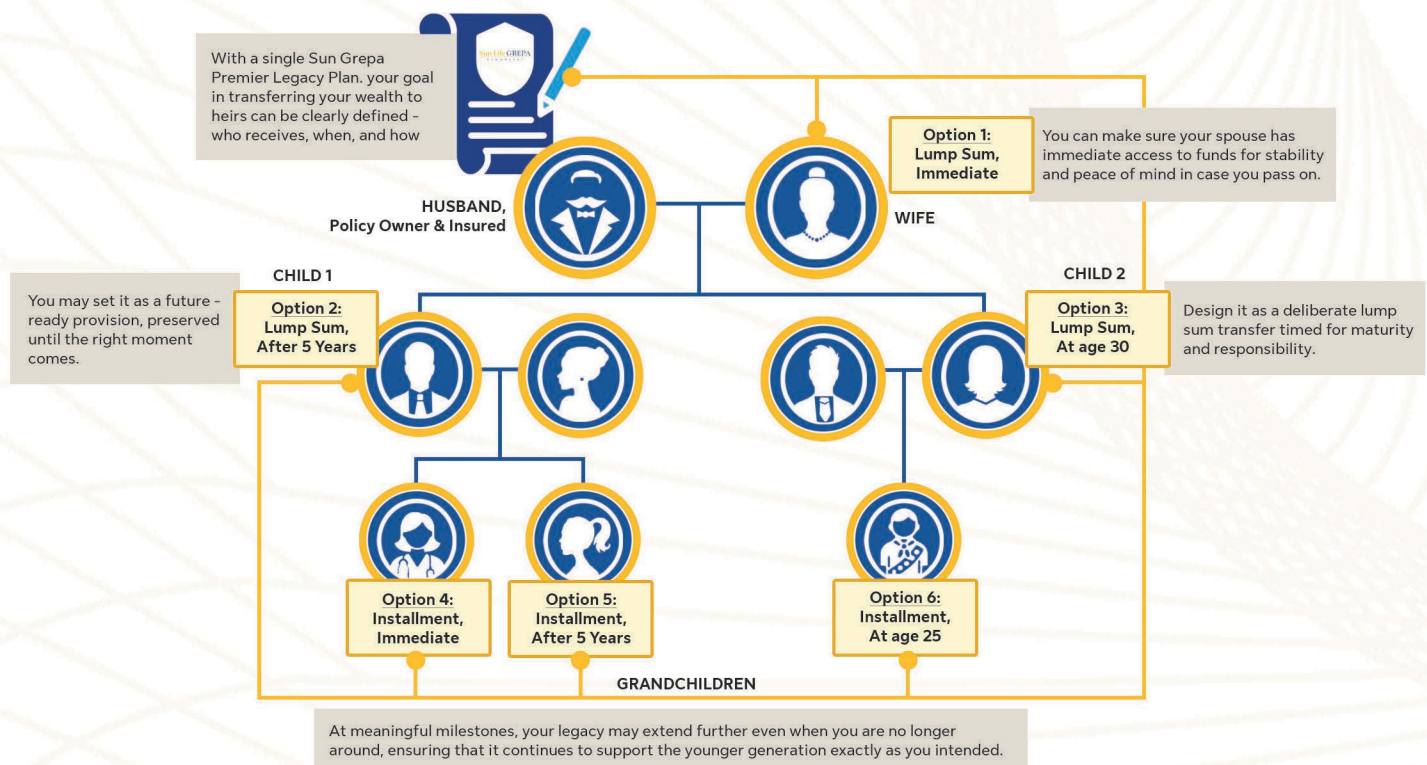 With a single Sun Grepa
Premier Legacy Plan. your goal
in transferring your wealth to
heirs can be clearly defined -
who receives, when, and how
Sun Life GREPA
FINANCIAL
HUSBAND,
Policy Owner & Insured
WIFE
Option 1:
Lump Sum,
Immediate
You can make sure your spouse has
immediate access to funds for stability
and peace of mind in case you pass on.
CHILD 1
You may set it as a future -
ready provision, preserved
until the right moment
comes.
Option 2:
Lump Sum,
After 5 Years
CHILD 2
Option 3:
Lump Sum,
At age 30
Design it as a deliberate lump
sum transfer timed for maturity
and responsibility.
Option 4:
Installment,
Immediate
Option 5:
Installment,
After 5 Years
Option 6:
Installment,
At age 25
GRANDCHILDREN
At meaningful milestones, your legacy may extend further even when you are no longer
around, ensuring that it continues to support the younger generation exactly as you intended.